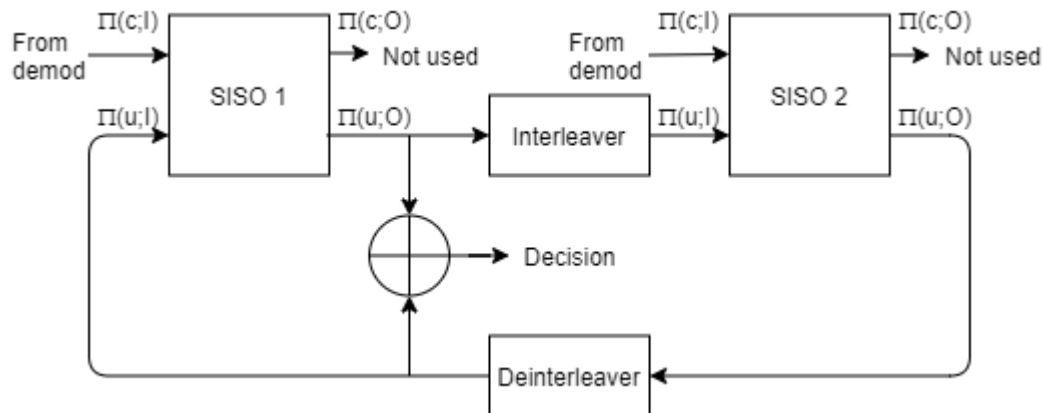 Π(c;I)
From
demod
SISO 1
Π(c;O)
Not used
Π(u;I)
Π(u;O)
Interleaver
Π(c;I)
From
demod
SISO 2
Π(c;O)
Not used
Π(u;I)
Π(u;O)
Decision
Deinterleaver